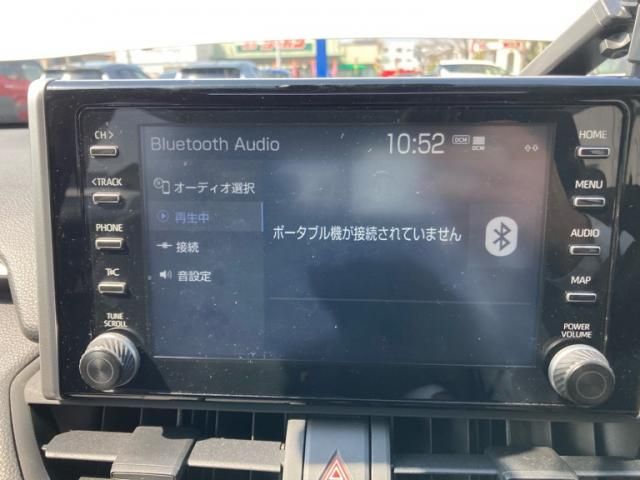 Bluetooth Audio
10:52
DCM
DCM
オーディオ選択
再生中
接続
音設定
ポータブル機が接続されていません
CH >
< TRACK
PHONE
T&C
TUNE
SCROLL
HOME
MENU
AUDIO
MAP
POWER
VOLUME